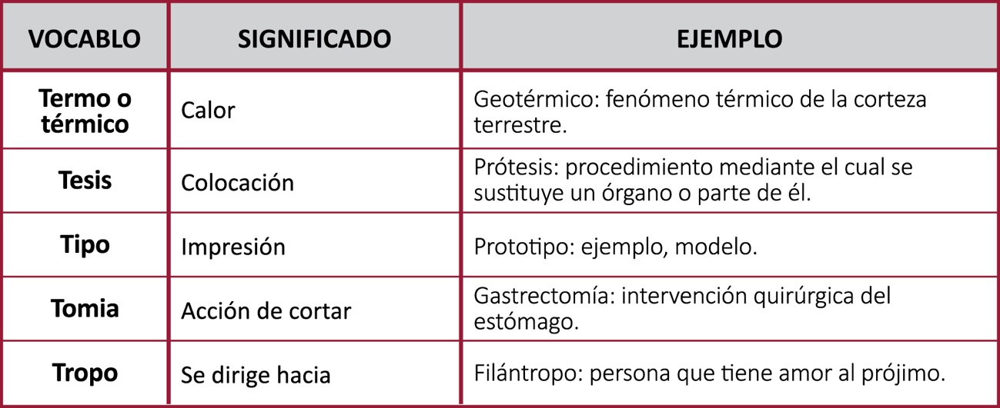 VOCABLO SIGNIFICADO EJEMPLO
Termo o
térmico
Calor
Geotérmico: fenómeno térmico de la corteza
terrestre.
Tesis
Colocación
Prótesis: procedimiento mediante el cual se
sustituye un órgano o parte de él.
Tipo
Impresión
Prototipo: ejemplo, modelo.
Tomia
Acción de cortar
Gastrectomía: intervención quirúrgica del
estómago.
Tropo
Se dirige hacia
Filántropo: persona que tiene amor al prójimo.